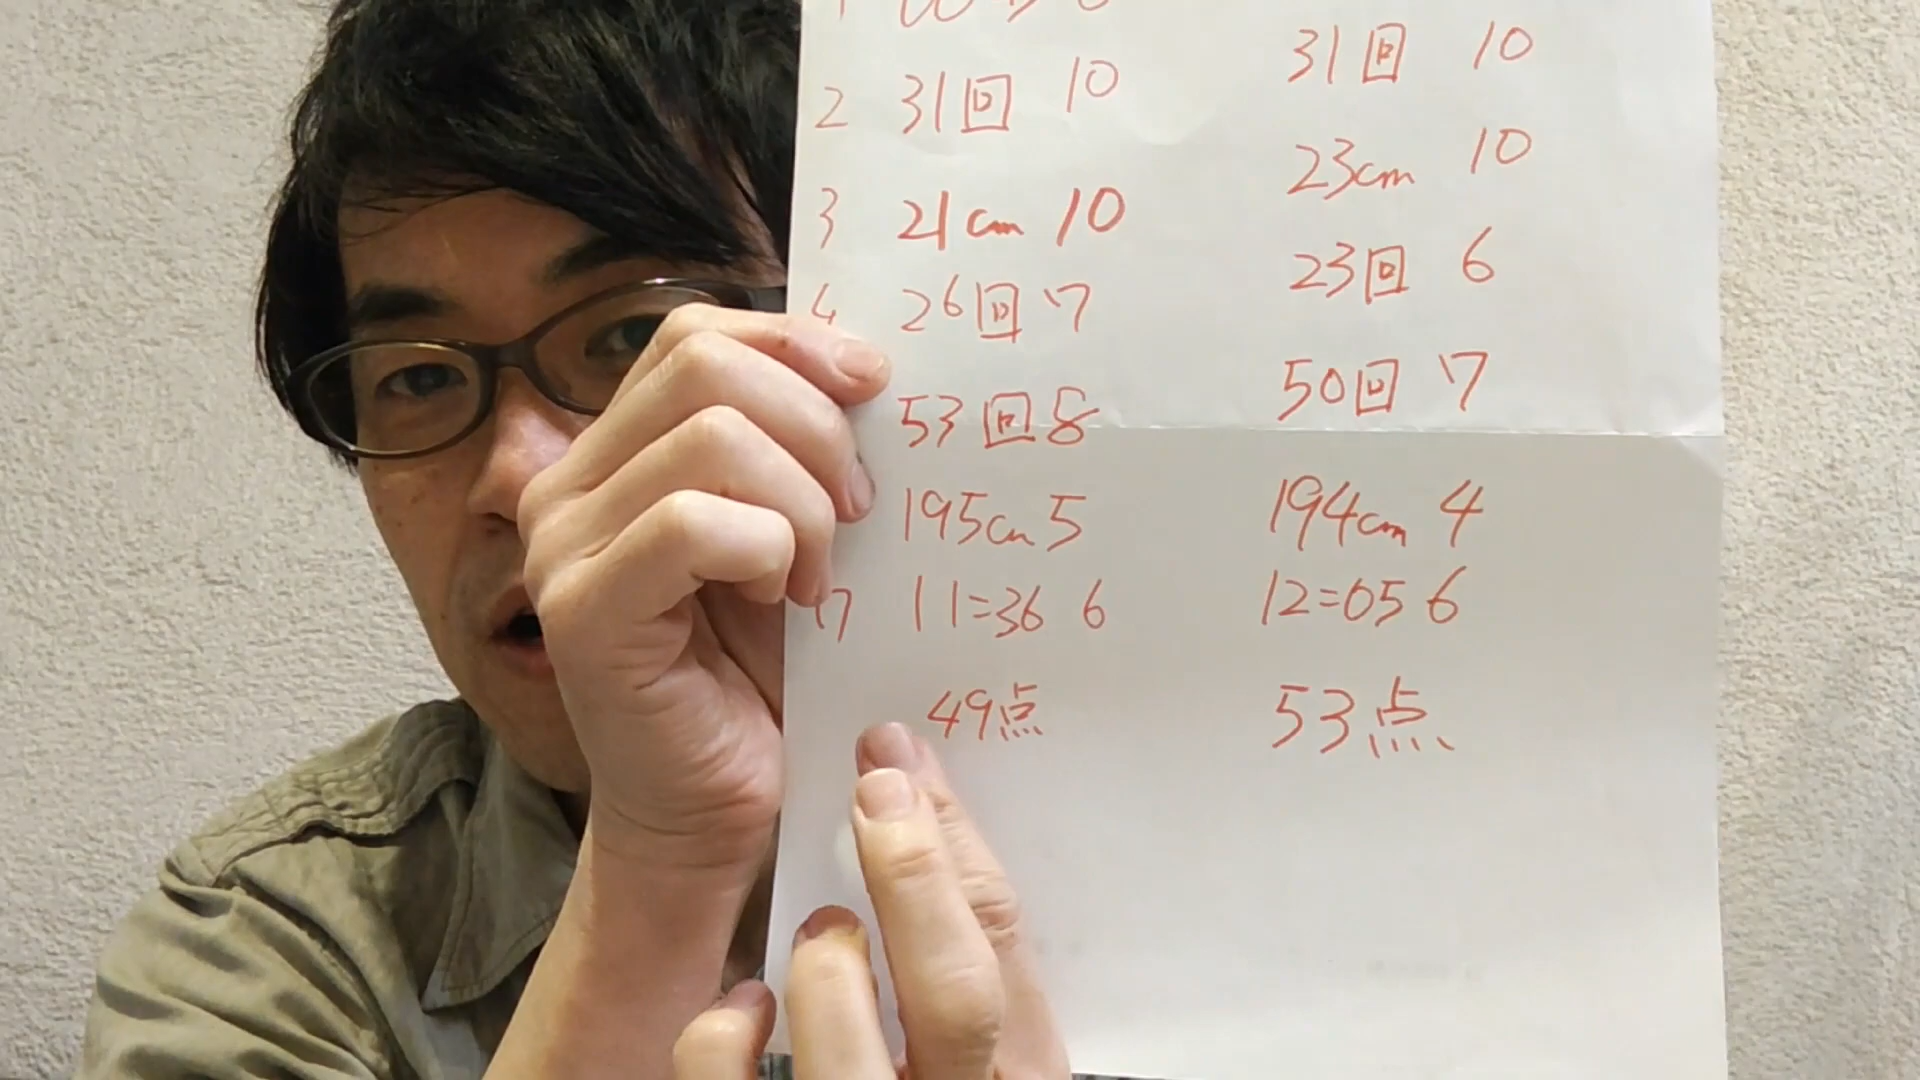 2 31回 10 31回 10
3 21cm 10 23cm 10
4 26回 7 23回 6
53回 8 50回 7
195cm 5 194cm 4
7 11=36 6 12=05 6
49点 53点